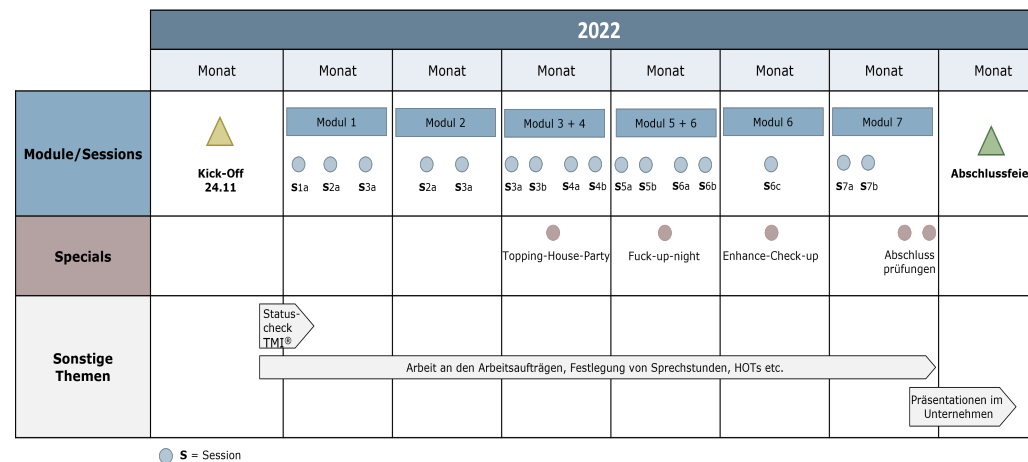 2022
Monat Monat Monat Monat Monat Monat Monat Monat
Module/Sessions
Kick-Off
24.11
Modul 1 Modul 2 Modul 3 + 4 Modul 5 + 6 Modul 6 Modul 7
S1a S2a S3a S2a S3a S3a S3b S4a S4b S5a S5b S6a S6b S6c S7a S7b
Abschlussfeie
Specials
Topping-House-Party Fuck-up-night Enhance-Check-up
Abschluss
prüfungen
Sonstige
Themen
Status-
check
TMI®
Arbeit an den Arbeitsaufträgen, Festlegung von Sprechstunden, HOTs etc.
Präsentationen im
Unternehmen
S = Session